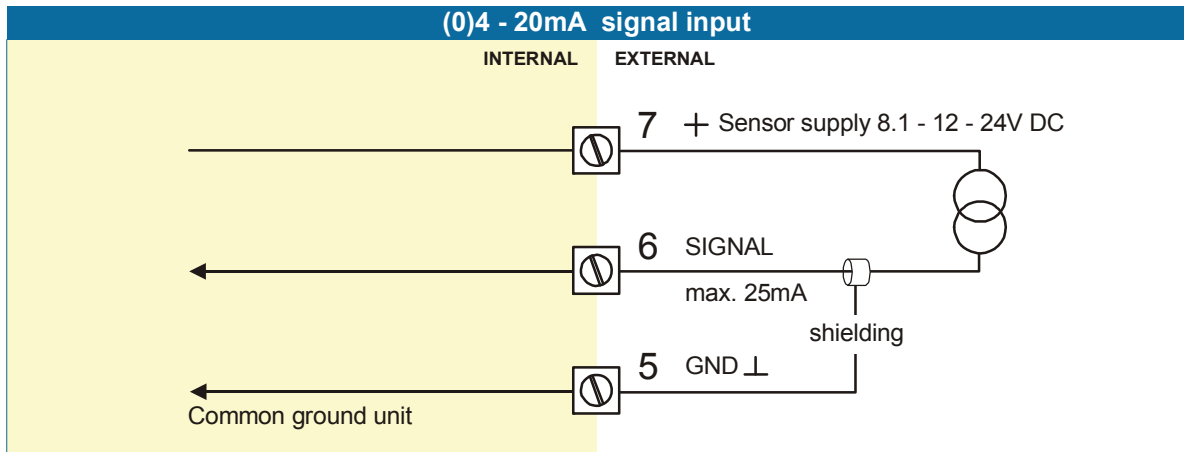 (0)4 - 20mA signal input
INTERNAL EXTERNAL
7 + Sensor supply 8.1 - 12 - 24V DC
6 SIGNAL
max. 25mA
shielding
5 GND ⊥
Common ground unit